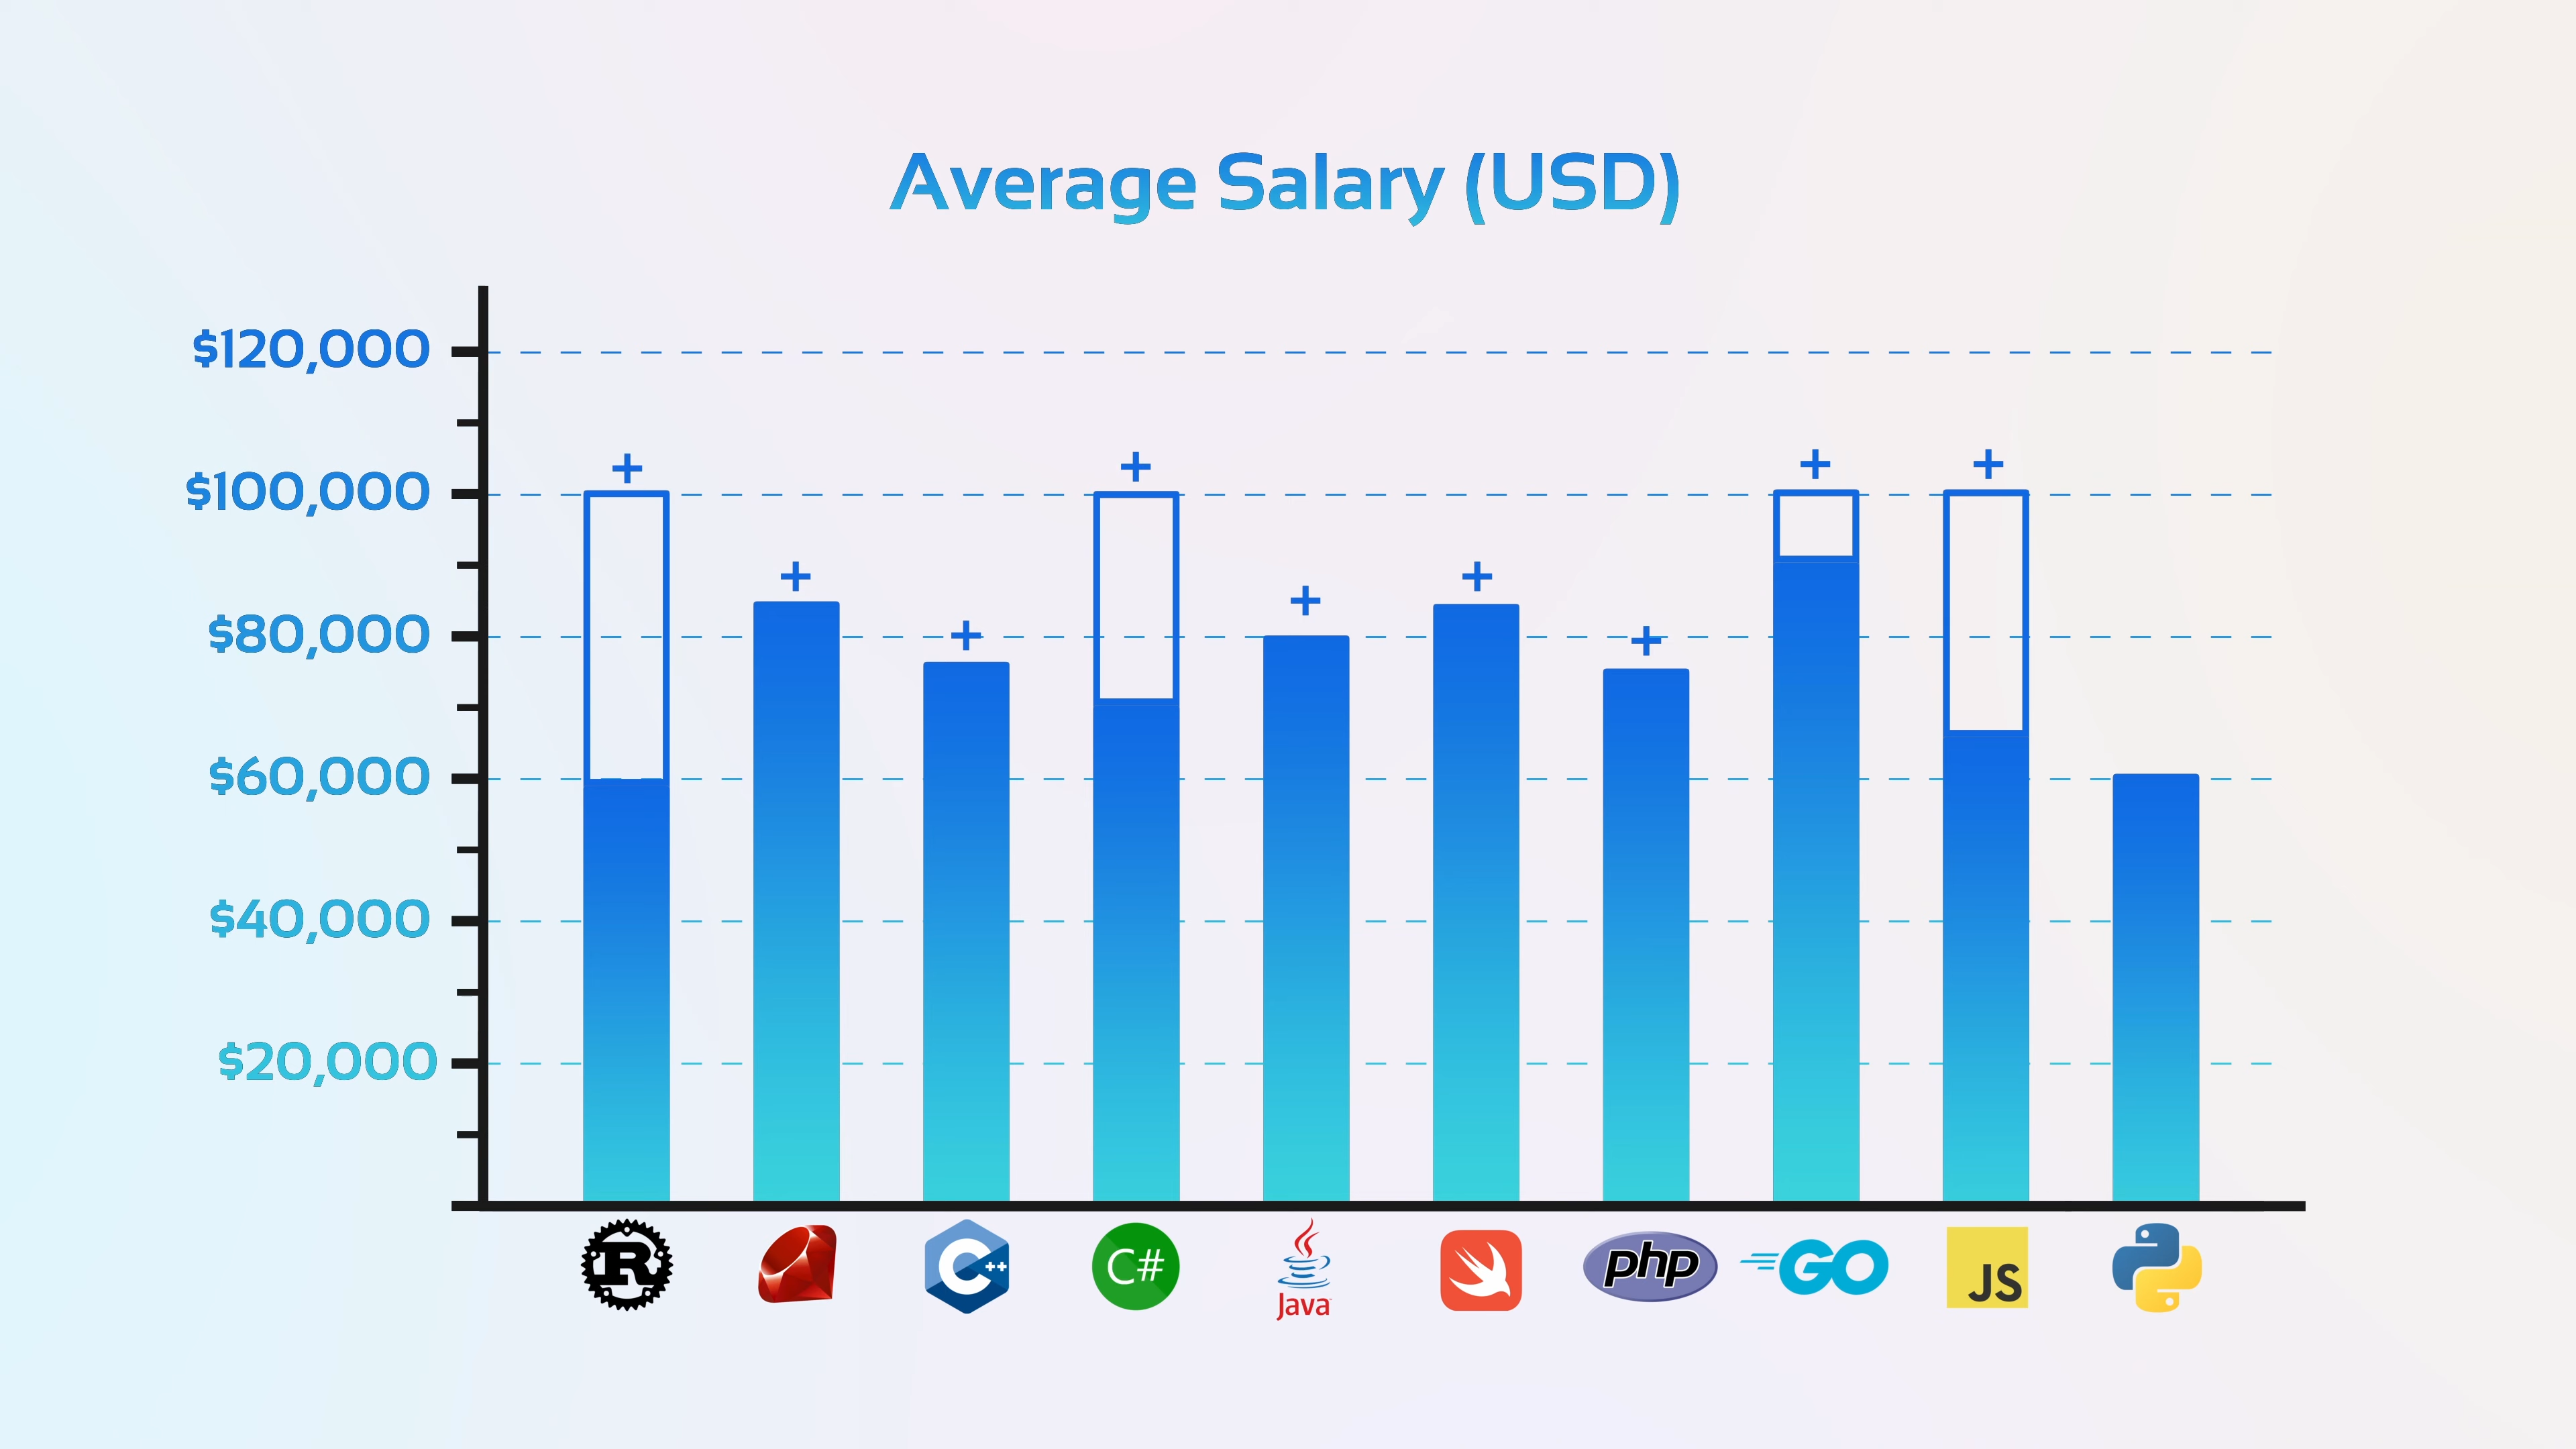 Average Salary (USD)
$120,000
$100,000
$80,000
$60,000
$40,000
$20,000
+ + + + + + + + +
R C++ C# Java php GO JS